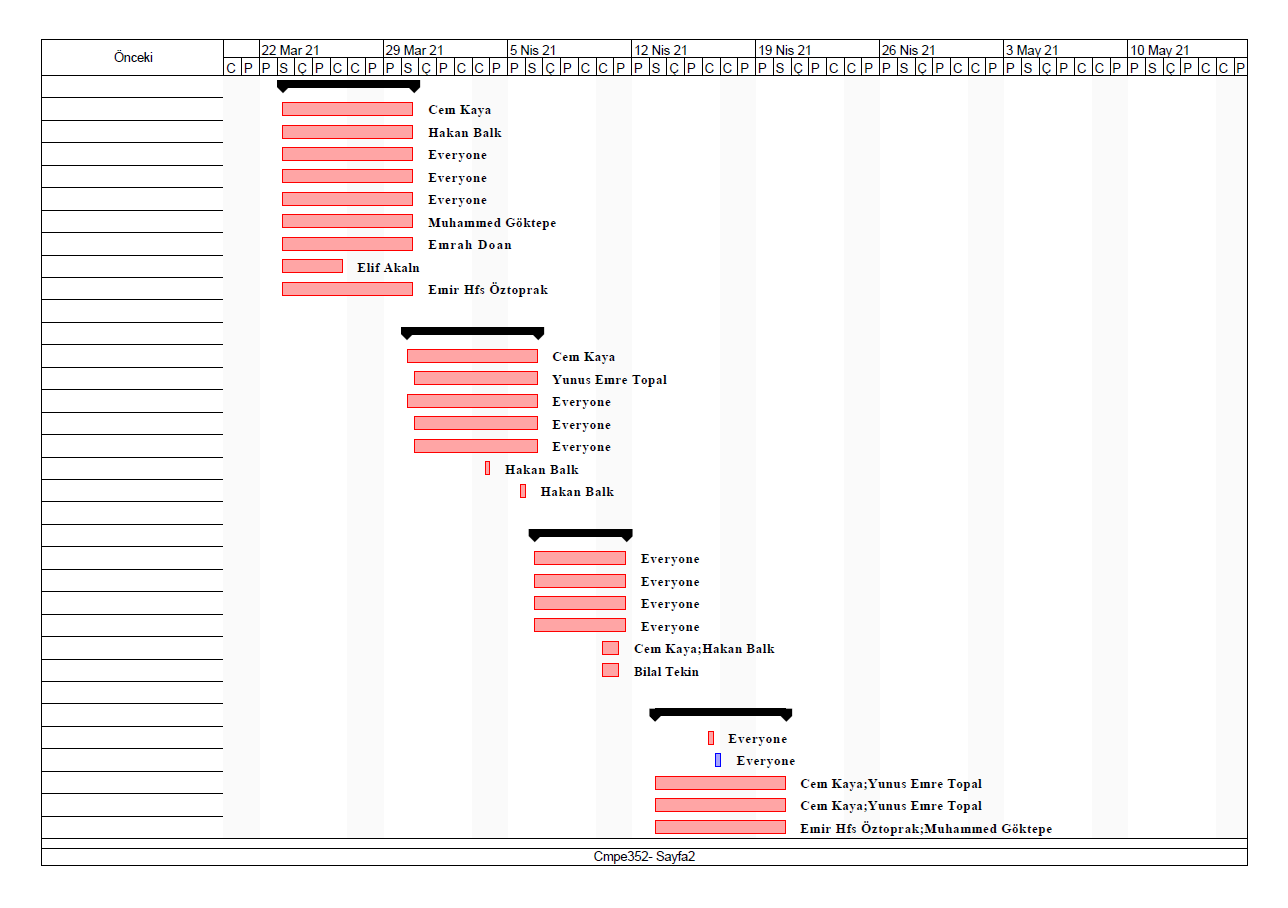 Önceki
22 Mar 21 29 Mar 21 5 Nis 21 12 Nis 21 19 Nis 21 26 Nis 21 3 May 21 10 May 21
C P P S Ç P C C P P S Ç P C C P P S Ç P C C P P S Ç P C C P P S Ç P C C P P S Ç P C C P P S Ç P C C P P S Ç P C C P
Cem Kaya
Hakan Balk
Everyone
Everyone
Everyone
Muhammed Göktepe
Emrah Doan
Elif Akaln
Emir Hfs Öztoprak
Cem Kaya
Yunus Emre Topal
Everyone
Everyone
Everyone
Hakan Balk
Hakan Balk
Everyone
Everyone
Everyone
Everyone
Cem Kaya;Hakan Balk
Bilal Tekin
Everyone
Everyone
Cem Kaya;Yunus Emre Topal
Cem Kaya;Yunus Emre Topal
Emir Hfs Öztoprak;Muhammed Göktepe
Cmpe352- Sayfa2